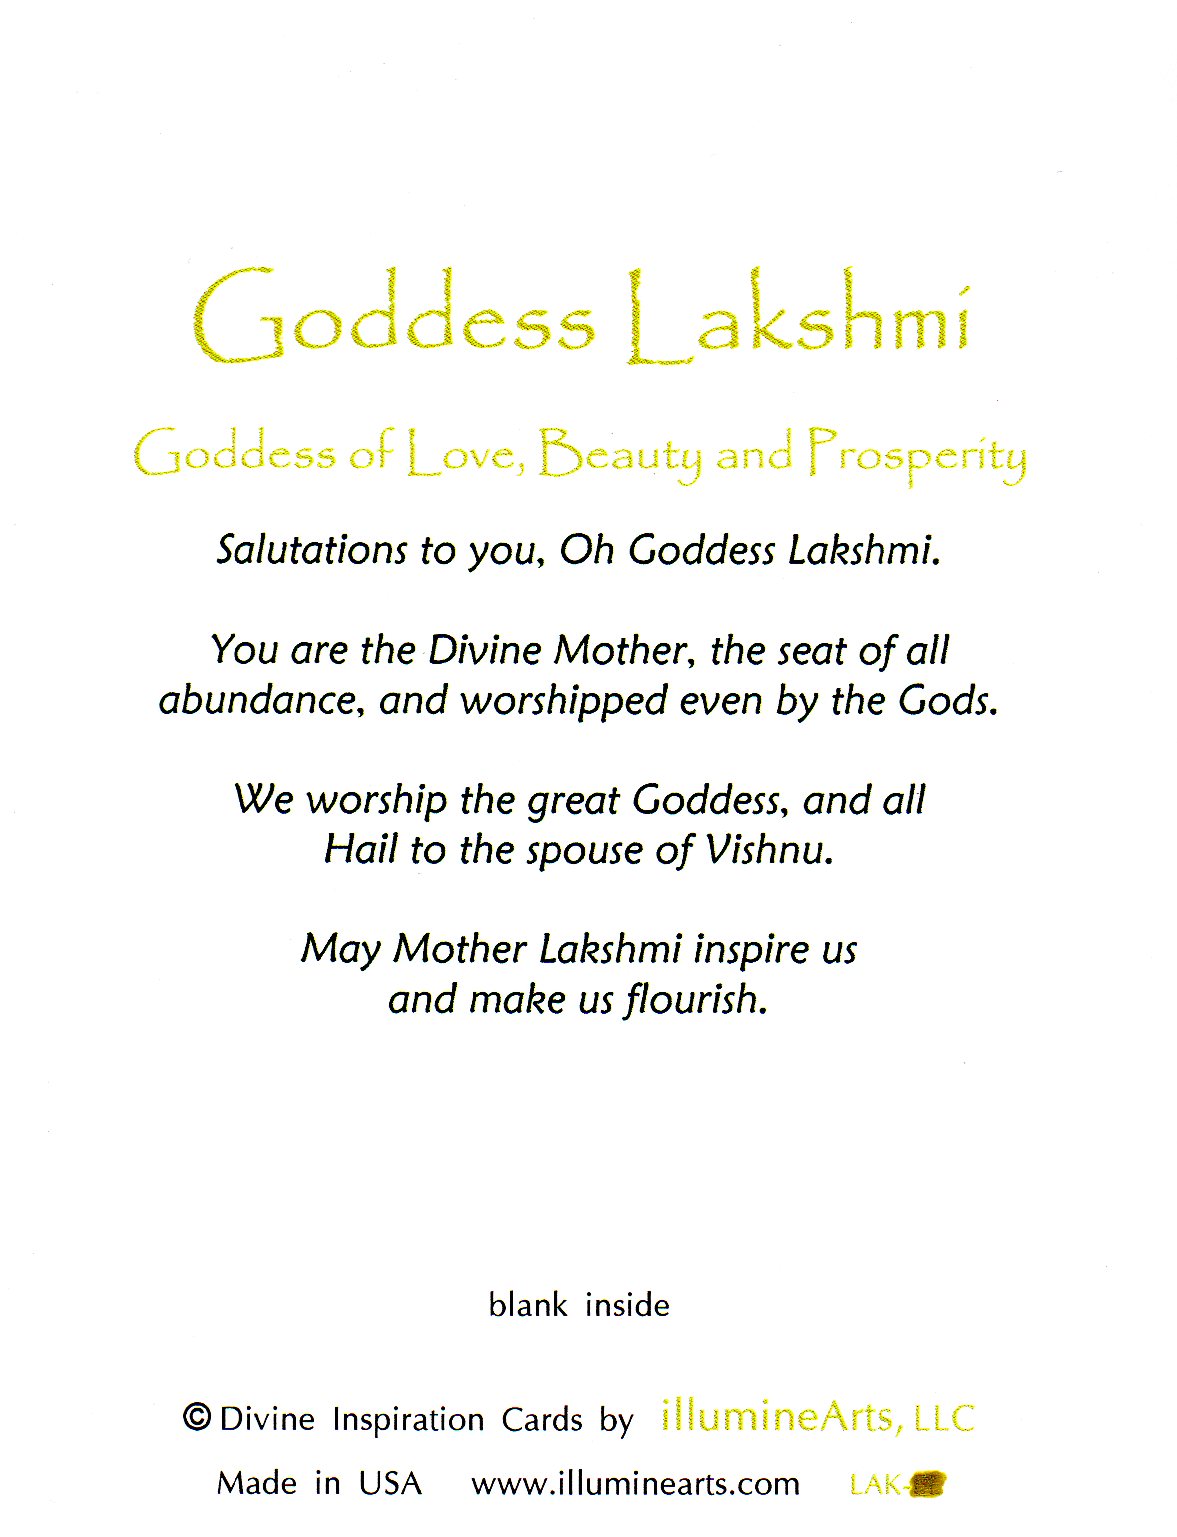 Goddess Lakshmi
Goddess of Love, Beauty and Prosperity
Salutations to you, Oh Goddess Lakshmi.
You are the Divine Mother, the seat of all
abundance, and worshipped even by the Gods.
We worship the great Goddess, and all
Hail to the spouse of Vishnu.
May Mother Lakshmi inspire us
and make us flourish.
blank inside
© Divine Inspiration Cards by illumineArts, LLC
Made in USA www.illuminearts.com LAK-